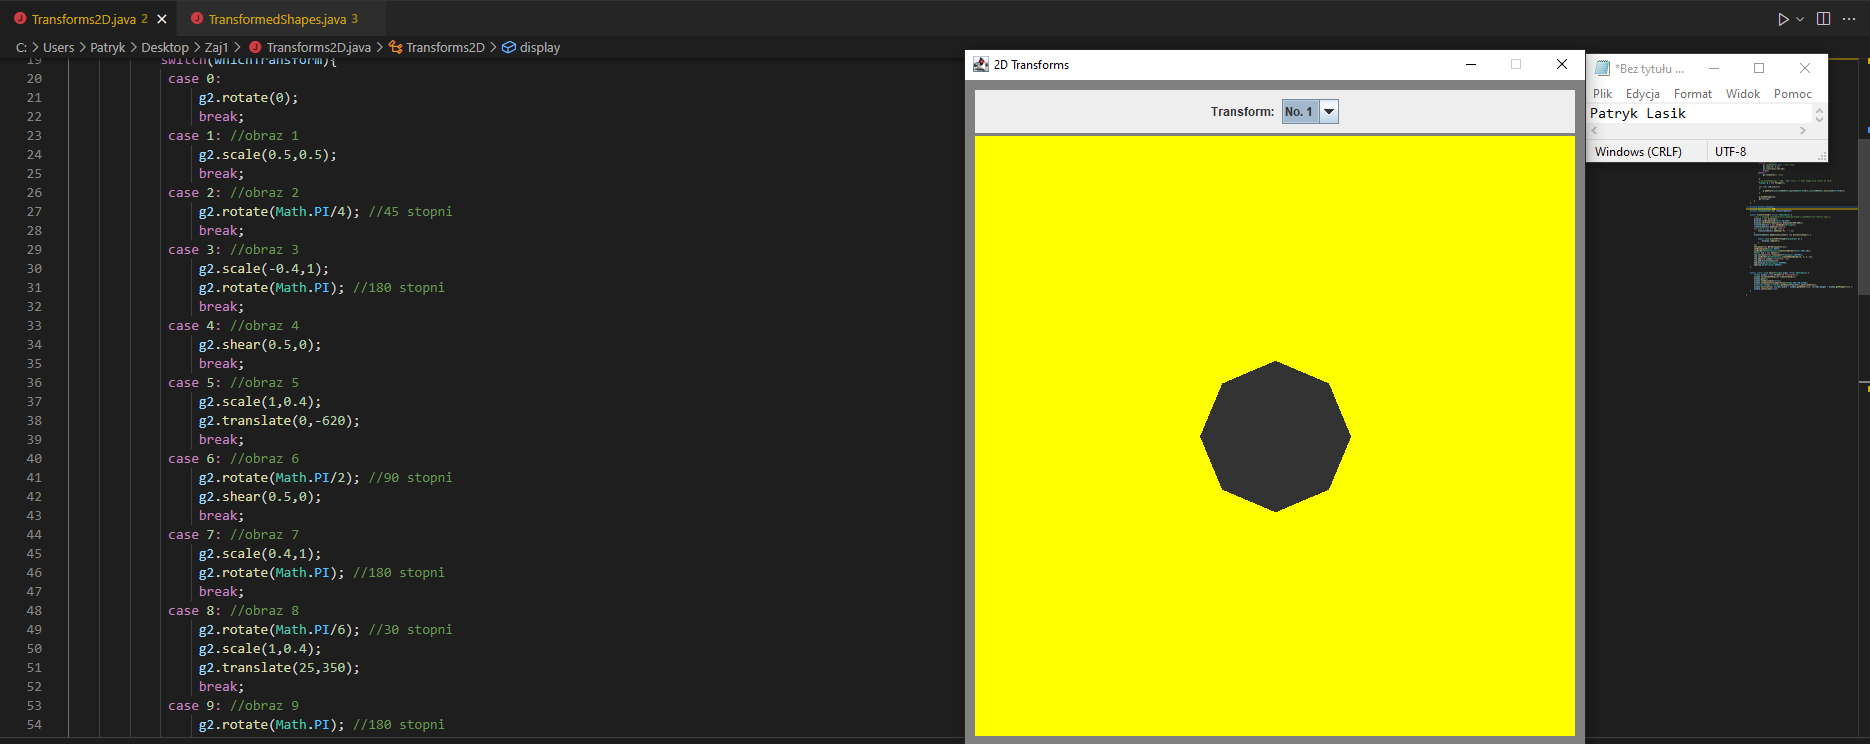 Transforms2D.java 2
TransformedShapes.java 3
C: > Users > Patryk > Desktop > Zaj1 > Transforms2D.java > Transforms2D > display
19 switch(whichTransform){
20 case 0:
21 g2.rotate(0);
22 break;
23 case 1: //obraz 1
24 g2.scale(0.5,0.5);
25 break;
26 case 2: //obraz 2
27 g2.rotate(Math.PI/4); //45 stopni
28 break;
29 case 3: //obraz 3
30 g2.scale(-0.4,1);
31 g2.rotate(Math.PI); //180 stopni
32 break;
33 case 4: //obraz 4
34 g2.shear(0.5,0);
35 break;
36 case 5: //obraz 5
37 g2.scale(1,0.4);
38 g2.translate(0,-620);
39 break;
40 case 6: //obraz 6
41 g2.rotate(Math.PI/2); //90 stopni
42 g2.shear(0.5,0);
43 break;
44 case 7: //obraz 7
45 g2.scale(0.4,1);
46 g2.rotate(Math.PI); //180 stopni
47 break;
48 case 8: //obraz 8
49 g2.rotate(Math.PI/6); //30 stopni
50 g2.scale(1,0.4);
51 g2.translate(25,350);
52 break;
53 case 9: //obraz 9
54 g2.rotate(Math.PI); //180 stopni
2D Transforms
Transform: No. 1
*Bez tytułu ...
Plik Edycja Format Widok Pomoc
Patryk Lasik
Windows (CRLF) UTF-8